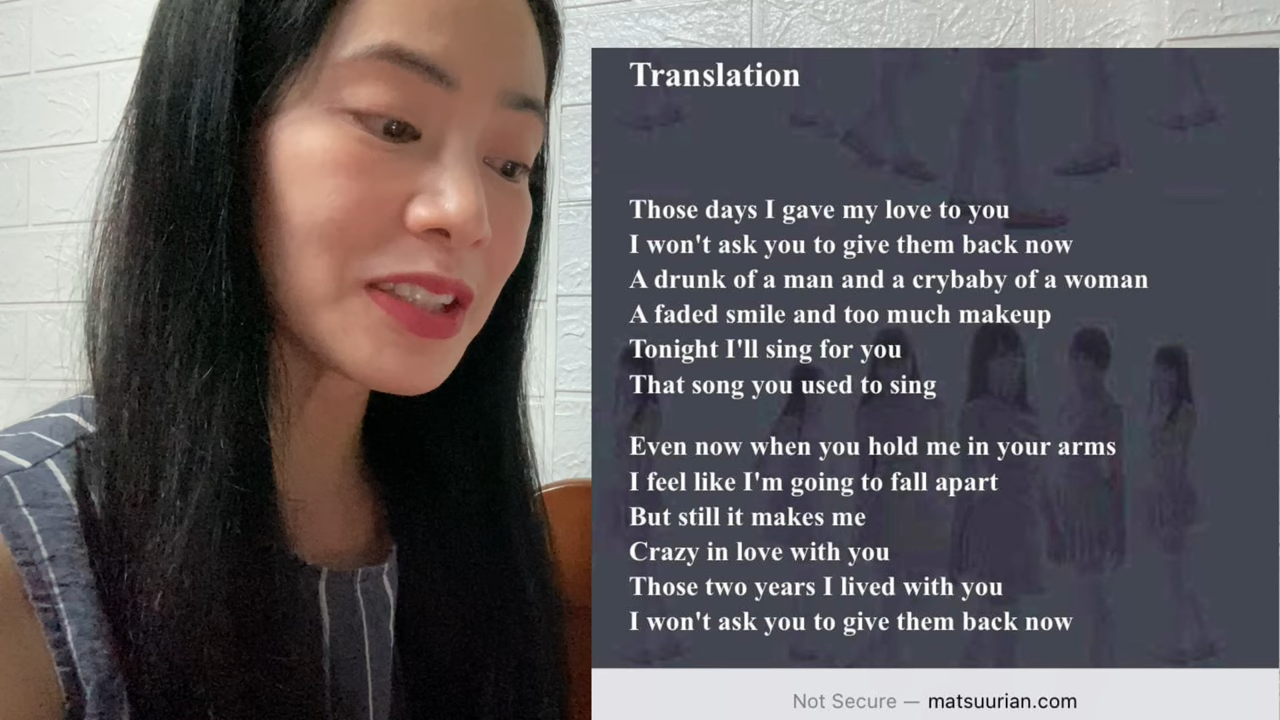 Translation
Those days I gave my love to you
I won't ask you to give them back now
A drunk of a man and a crybaby of a woman
A faded smile and too much makeup
Tonight I'll sing for you
That song you used to sing
Even now when you hold me in your arms
I feel like I'm going to fall apart
But still it makes me
Crazy in love with you
Those two years I lived with you
I won't ask you to give them back now
Not Secure — matsuurian.com